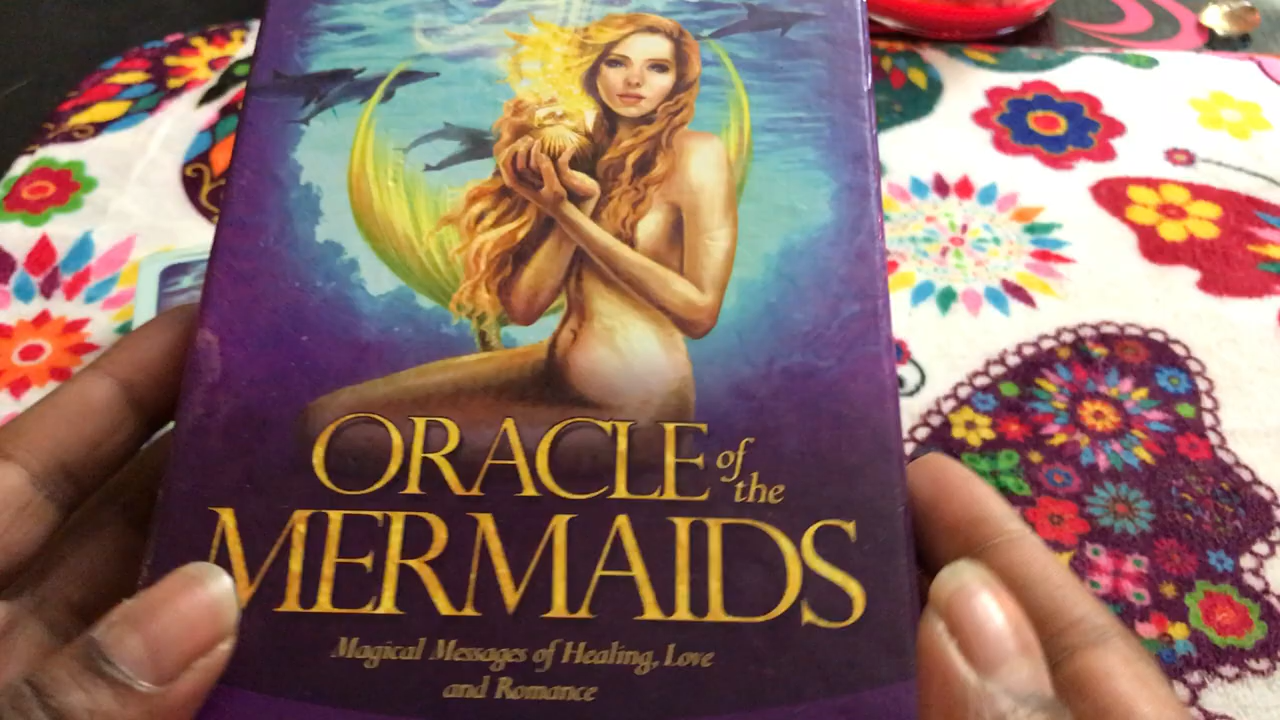 ORACLE of the
MERMAIDS
Magical Messages of Healing, Love
and Romance